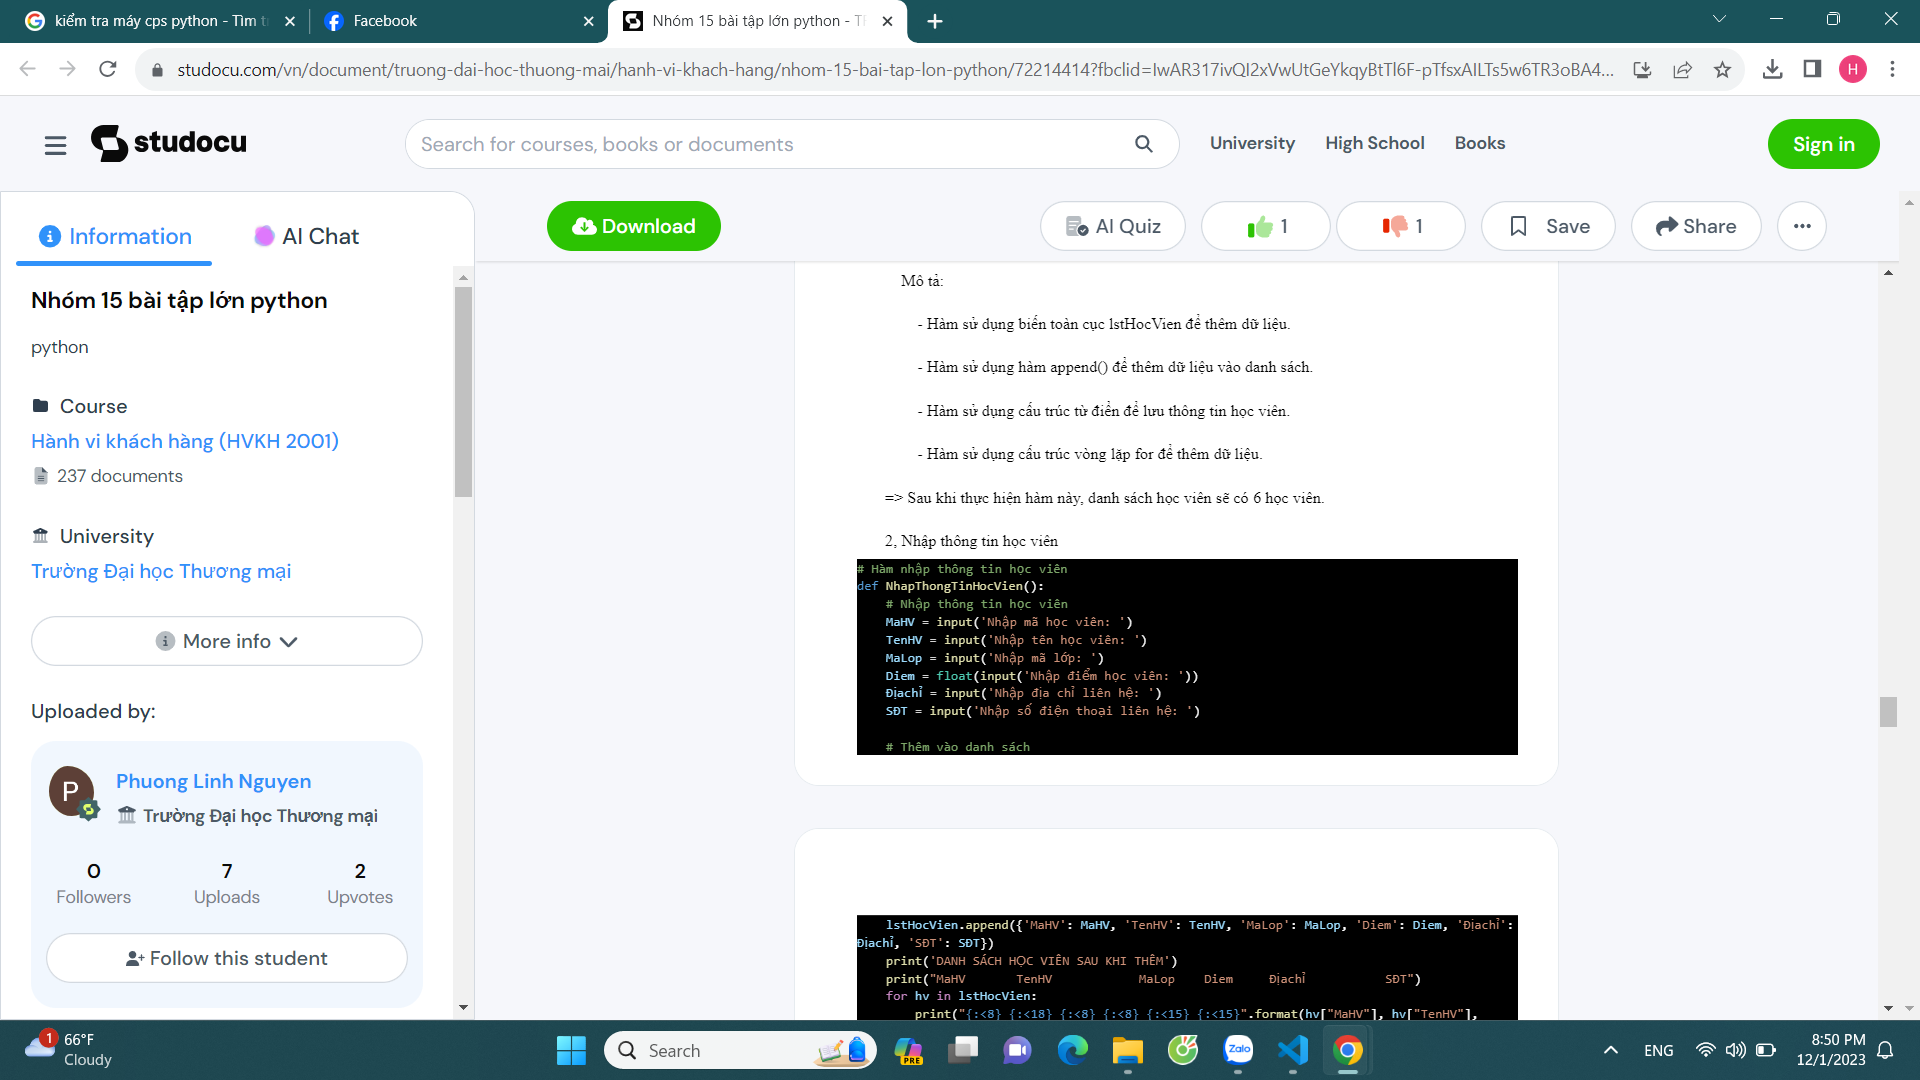 kiểm tra máy cps python - Tìm t
Facebook
Nhóm 15 bài tập lớn python - T
studocu.com/vn/document/truong-dai-hoc-thuong-mai/hanh-vi-khach-hang/nhom-15-bai-tap-lon-python/72214414?fbclid=IwAR317ivQI2xVwUtGeYkqyBtTl6F-pTfsxAILTs5w6TR3oBA4...
H
studocu
Search for courses, books or documents
University
High School
Books
Sign in
Information
AI Chat
Download
AI Quiz
1
1
Save
Share
Nhóm 15 bài tập lớn python
python
Course
Hành vi khách hàng (HVKH 2001)
237 documents
University
Trường Đại học Thương mại
More info
Uploaded by:
P
Phuong Linh Nguyen
Trường Đại học Thương mại
0
7
2
Followers
Uploads
Upvotes
Follow this student
Mô tả:
- Hàm sử dụng biến toàn cục lstHocVien để thêm dữ liệu.
- Hàm sử dụng hàm append() để thêm dữ liệu vào danh sách.
- Hàm sử dụng cấu trúc từ điển để lưu thông tin học viên.
- Hàm sử dụng cấu trúc vòng lặp for để thêm dữ liệu.
=> Sau khi thực hiện hàm này, danh sách học viên sẽ có 6 học viên.
2, Nhập thông tin học viên
# Hàm nhập thông tin học viên
def NhapThongTinHocVien():
# Nhập thông tin học viên
MaHV = input('Nhập mã học viên: ')
TenHV = input('Nhập tên học viên: ')
MaLop = input('Nhập mã lớp: ')
Diem = float(input('Nhập điểm học viên: '))
Địachỉ = input('Nhập địa chỉ liên hệ: ')
SĐT = input('Nhập số điện thoại liên hệ: ')
# Thêm vào danh sách
lstHocVien.append({'MaHV': MaHV, 'TenHV': TenHV, 'MaLop': MaLop, 'Diem': Diem, 'Địachỉ':
Địachỉ, 'SĐT': SĐT})
print('DANH SÁCH HỌC VIÊN SAU KHI THÊM')
print("MaHV TenHV MaLop Diem Địachỉ SĐT")
for hv in lstHocVien:
print("{:<8} {:<18} {:<8} {:<8} {:<15} {:<15}".format(hv["MaHV"], hv["TenHV"],
1
66°F
Cloudy
Search
PRE
Zalo
ENG
8:50 PM
12/1/2023